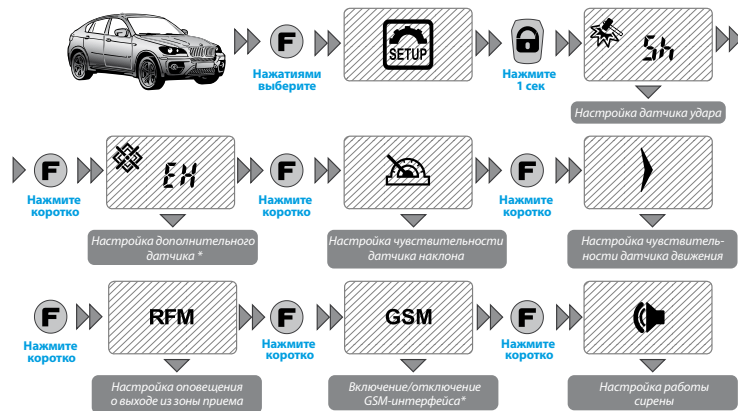 F
Нажатиями
выберите
SETUP
Нажмите
1 сек
Sh
Настройка датчика удара
F
Нажмите
коротко
EH
Настройка дополнительного
датчика *
F
Нажмите
коротко
Настройка чувствительности
датчика наклона
F
Нажмите
коротко
Настройка чувствитель-
ности датчика движения
F
Нажмите
коротко
RFM
Настройка оповещения
о выходе из зоны приема
F
Нажмите
коротко
GSM
Включение/отключение
GSM-интерфейса*
F
Нажмите
коротко
Настройка работы
сирены